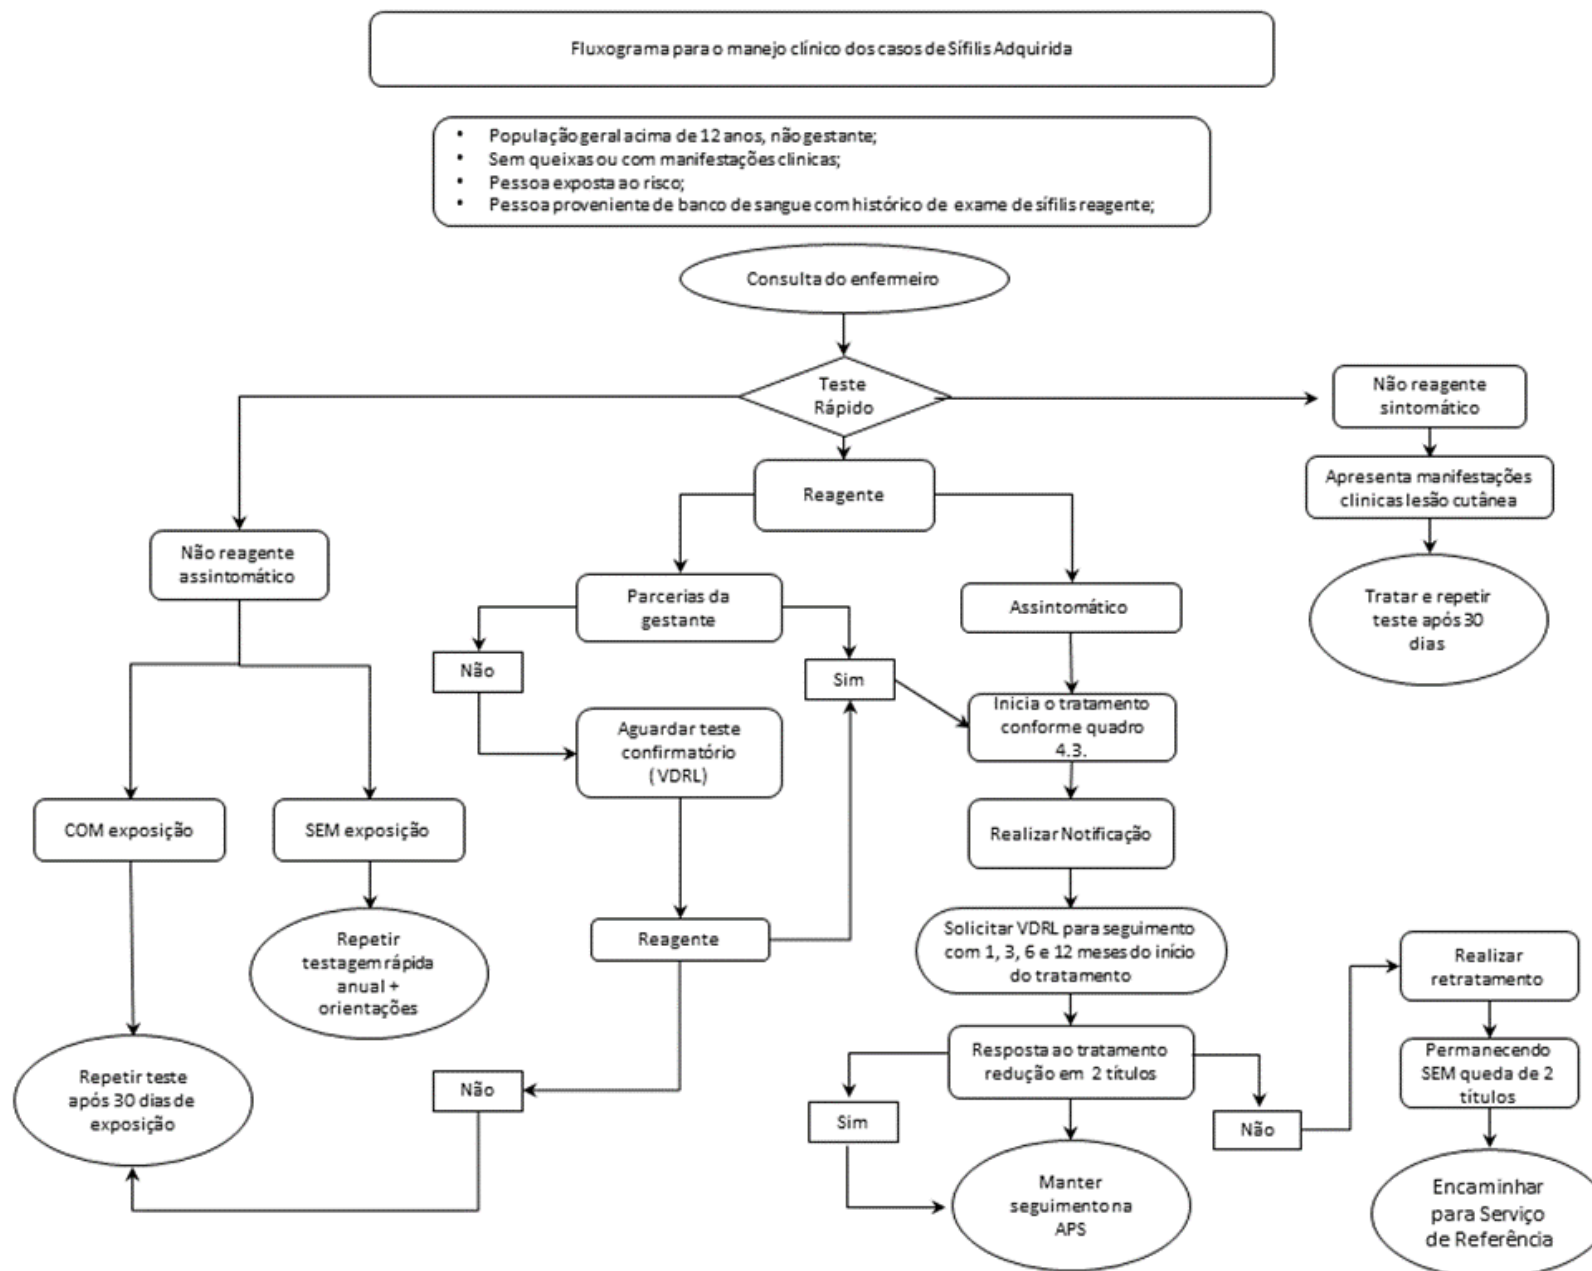 Fluxograma para o manejo clínico dos casos de Sífilis Adquirida
• População geral acima de 12 anos, não gestante;
• Sem queixas ou com manifestações clinicas;
• Pessoa exposta ao risco;
• Pessoa proveniente de banco de sangue com histórico de exame de sífilis reagente;
Consulta do enfermeiro
Teste
Rápido
Não reagente
sintomático
Apresenta manifestações
clinicas lesão cutânea
Tratar e repetir
teste após 30
dias
Reagente
Não reagente
assintomático
Parcerias da
gestante
Assintomático
Não
Sim
Inicia o tratamento
conforme quadro
4.3.
Aguardar teste
confirmatório
( VDRL)
COM exposição
SEM exposição
Realizar Notificação
Repetir
testagem rápida
anual +
orientações
Reagente
Solicitar VDRL para seguimento
com 1, 3, 6 e 12 meses do início
do tratamento
Realizar
retratamento
Repetir teste
após 30 dias de
exposição
Não
Resposta ao tratamento
redução em 2 títulos
Permanecendo
SEM queda de 2
títulos
Sim
Não
Manter
seguimento na
APS
Encaminhar
para Serviço
de Referência